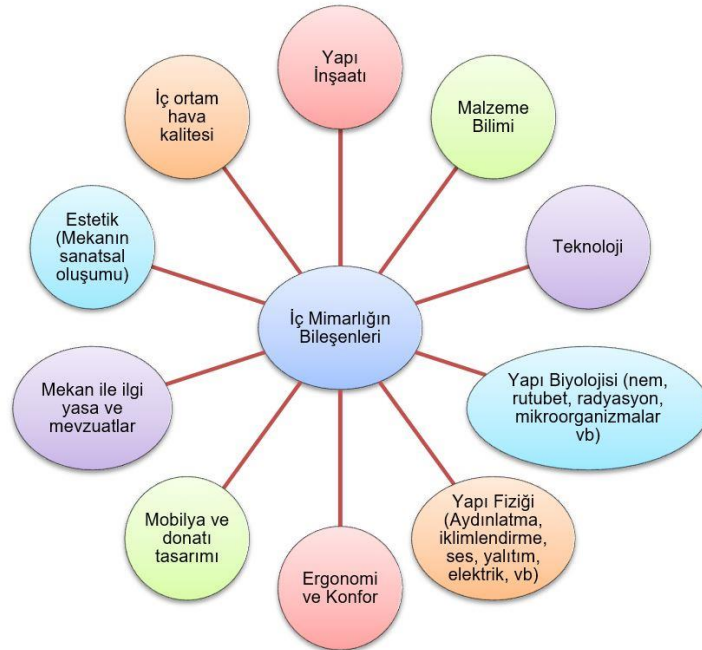 Yapı
İnşaatı
Malzeme
Bilimi
Teknoloji
Yapı Biyolojisi (nem,
rutubet, radyasyon,
mikroorganizmalar
vb)
Yapı Fiziği
(Aydınlatma,
iklimlendirme,
ses, yalıtım,
elektrik, vb)
Ergonomi
ve Konfor
Mobilya ve
donatı
tasarımı
Mekan ile ilgi
yasa ve
mevzuatlar
Estetik
(Mekanın
sanatsal
oluşumu)
İç ortam
hava
kalitesi
İç Mimarlığın
Bileşenleri